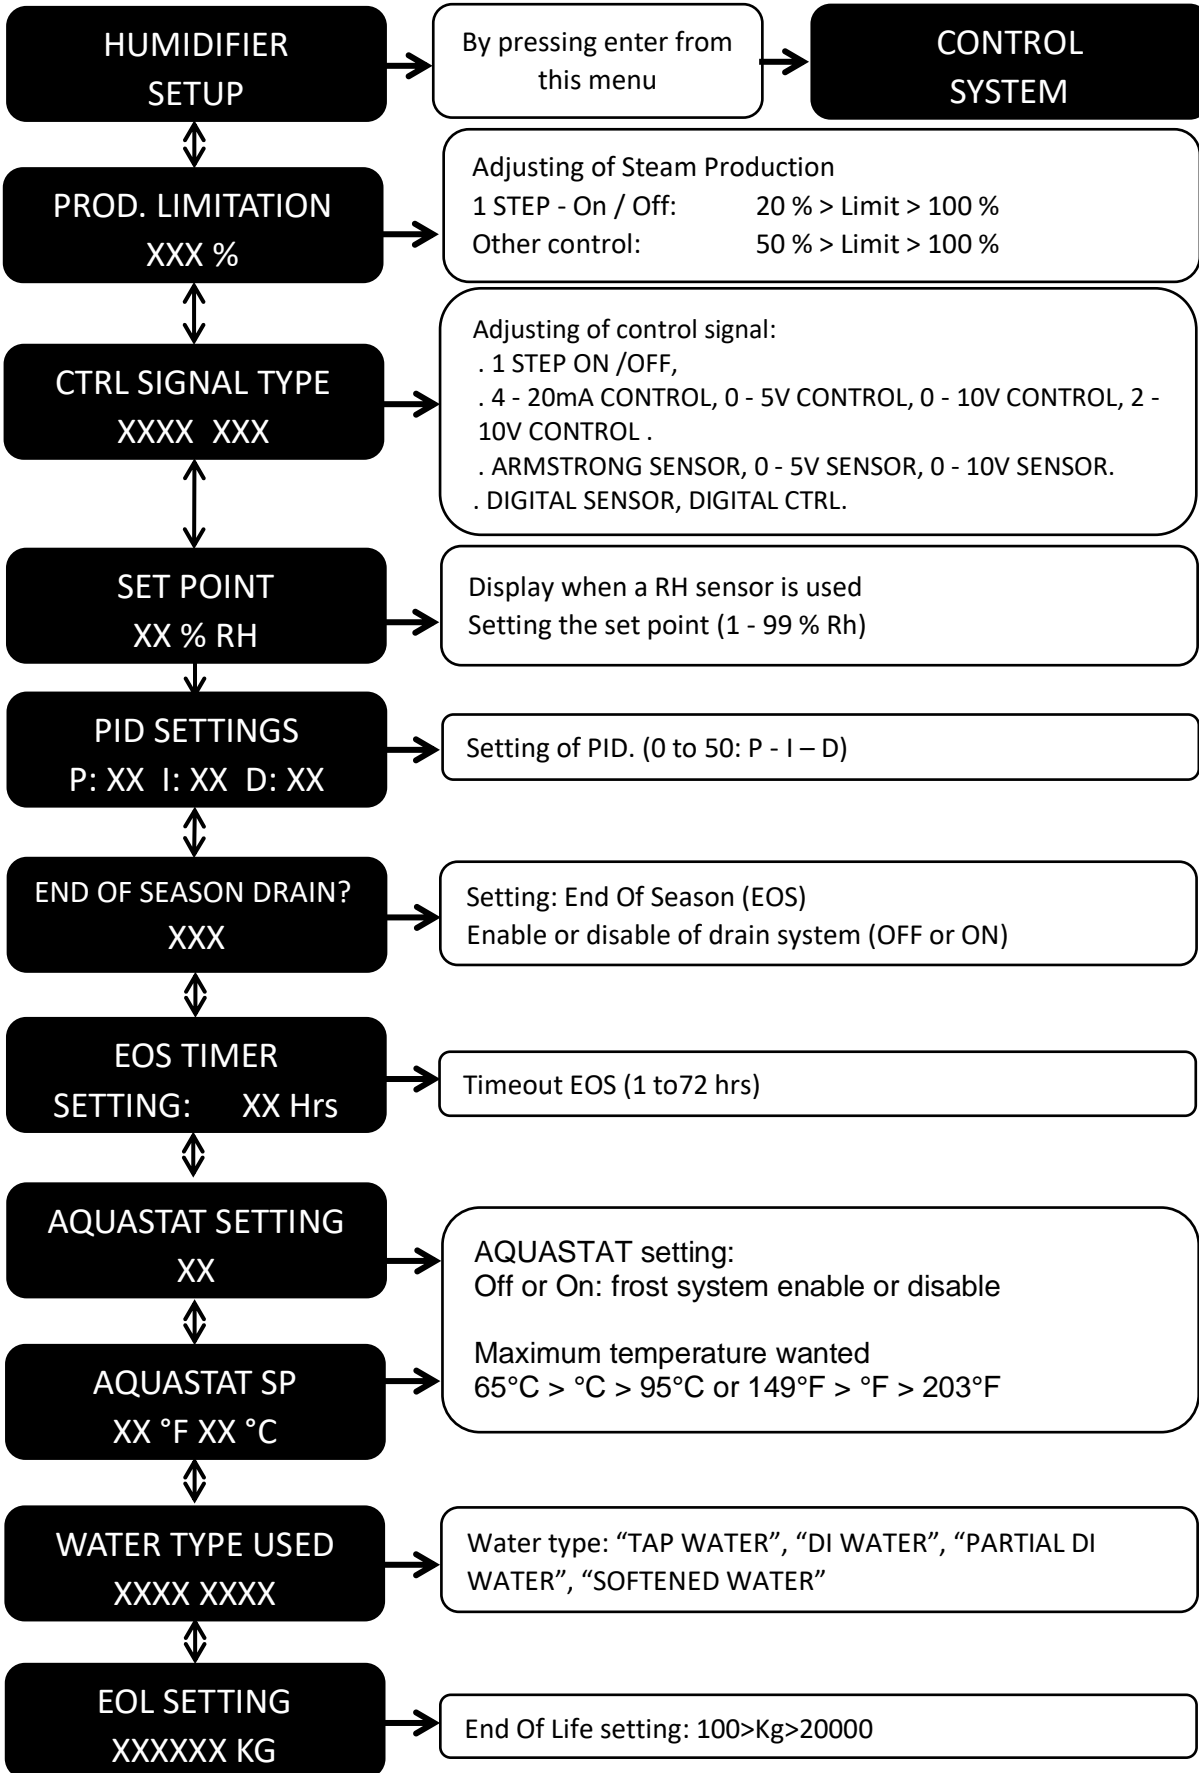 HUMIDIFIER
SETUP
By pressing enter from
this menu
CONTROL
SYSTEM
PROD. LIMITATION
XXX %
Adjusting of Steam Production
1 STEP - On / Off: 20 % > Limit > 100 %
Other control: 50 % > Limit > 100 %
CTRL SIGNAL TYPE
XXXX XXX
Adjusting of control signal:
. 1 STEP ON /OFF,
. 4 - 20mA CONTROL, 0 - 5V CONTROL, 0 - 10V CONTROL, 2 -
10V CONTROL .
. ARMSTRONG SENSOR, 0 - 5V SENSOR, 0 - 10V SENSOR.
. DIGITAL SENSOR, DIGITAL CTRL.
SET POINT
XX % RH
Display when a RH sensor is used
Setting the set point (1 - 99 % Rh)
PID SETTINGS
P: XX I: XX D: XX
Setting of PID. (0 to 50: P - I – D)
END OF SEASON DRAIN?
XXX
Setting: End Of Season (EOS)
Enable or disable of drain system (OFF or ON)
EOS TIMER
SETTING: XX Hrs
Timeout EOS (1 to72 hrs)
AQUASTAT SETTING
XX
AQUASTAT setting:
Off or On: frost system enable or disable
Maximum temperature wanted
65°C > °C > 95°C or 149°F > °F > 203°F
AQUASTAT SP
XX °F XX °C
WATER TYPE USED
XXXX XXXX
Water type: “TAP WATER”, “DI WATER”, “PARTIAL DI
WATER”, “SOFTENED WATER”
EOL SETTING
XXXXXX KG
End Of Life setting: 100>Kg>20000